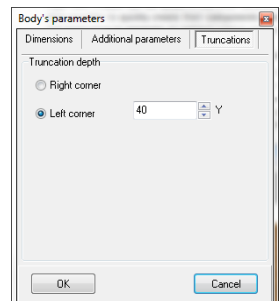 Body's parameters
Dimensions Additional parameters Truncations
Truncation depth
Right corner
Left corner 40 Y
OK Cancel